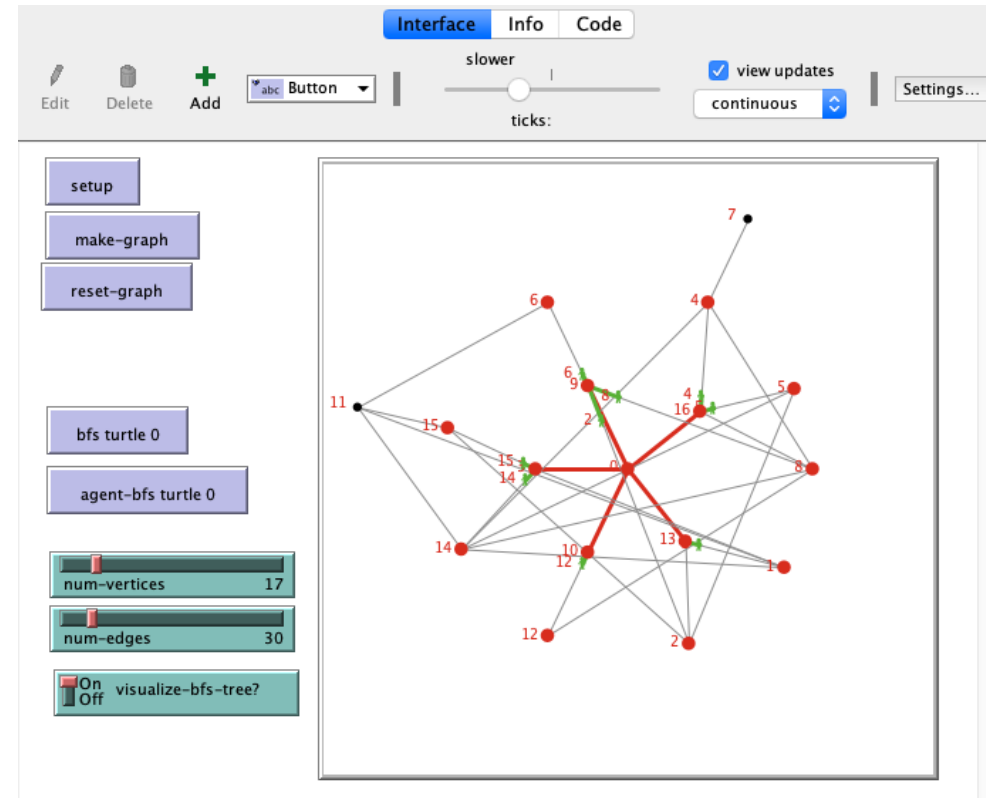 Interface Info Code
Edit Delete Add
abc Button
slower
ticks:
view updates
continuous
Settings...
setup
make-graph
reset-graph
bfs turtle 0
agent-bfs turtle 0
num-vertices 17
num-edges 30
On
Off
visualize-bfs-tree?
7
6
4
6
9
8
4
5
11
16
2
15
15
0
8
14
14
10
13
12
1
12
2